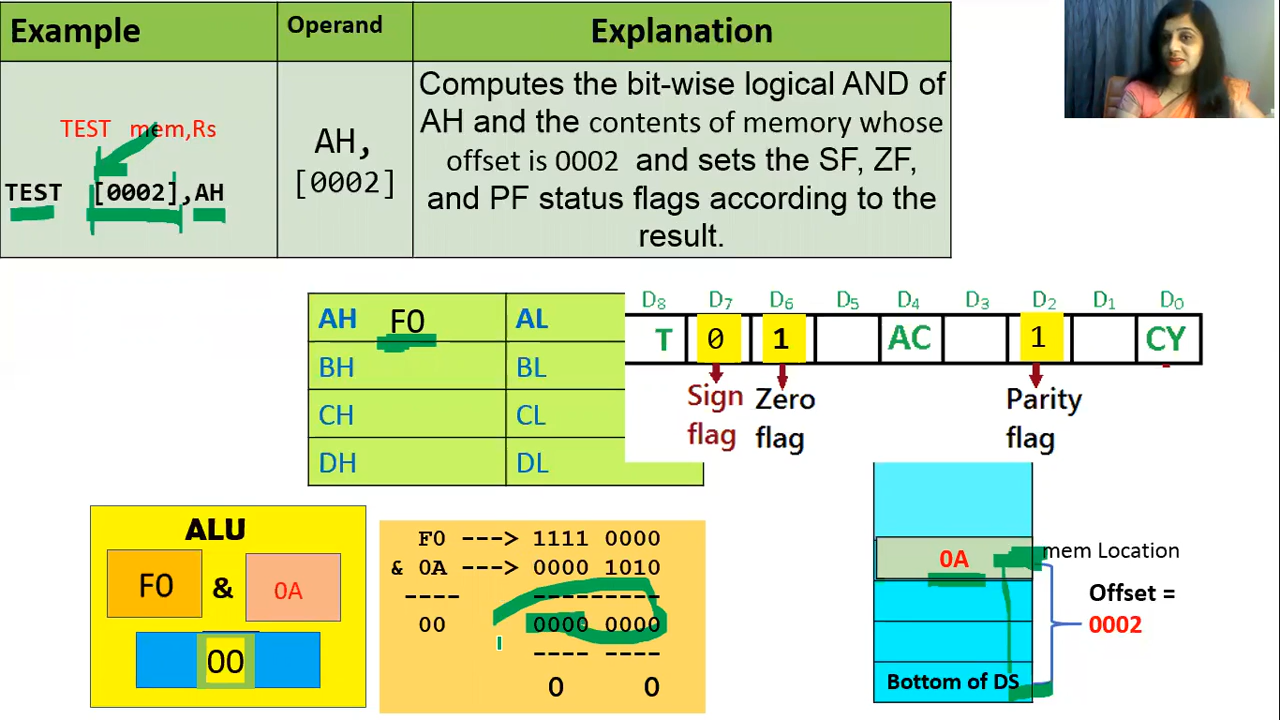 Example
Operand
Explanation
TEST mem,Rs
TEST [0002],AH
AH,
[0002]
Computes the bit-wise logical AND of
AH and the contents of memory whose
offset is 0002 and sets the SF, ZF,
and PF status flags according to the
result.
AH F0 AL
BH BL
CH CL
DH DL
D8 D7 D6 D5 D4 D3 D2 D1 D0
T 0 1 AC 1 CY
Sign
flag
Zero
flag
Parity
flag
ALU
F0 & 0A
00
F0 ---> 1111 0000
& 0A ---> 0000 1010
---- ---------
00 0000 0000
---- ----
0 0
0A
mem Location
Offset =
0002
Bottom of DS